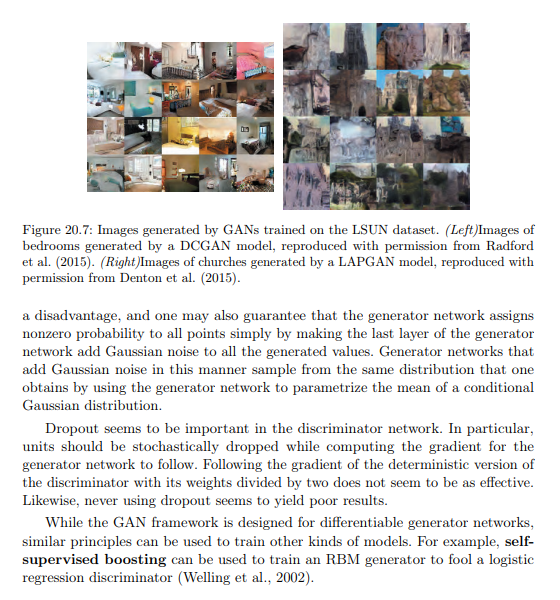 Figure 20.7: Images generated by GANs trained on the LSUN dataset. (Left)Images of
bedrooms generated by a DCGAN model, reproduced with permission from Radford
et al. (2015). (Right)Images of churches generated by a LAPGAN model, reproduced with
permission from Denton et al. (2015).
a disadvantage, and one may also guarantee that the generator network assigns
nonzero probability to all points simply by making the last layer of the generator
network add Gaussian noise to all the generated values. Generator networks that
add Gaussian noise in this manner sample from the same distribution that one
obtains by using the generator network to parametrize the mean of a conditional
Gaussian distribution.
Dropout seems to be important in the discriminator network. In particular,
units should be stochastically dropped while computing the gradient for the
generator network to follow. Following the gradient of the deterministic version of
the discriminator with its weights divided by two does not seem to be as effective.
Likewise, never using dropout seems to yield poor results.
While the GAN framework is designed for differentiable generator networks,
similar principles can be used to train other kinds of models. For example, self-
supervised boosting can be used to train an RBM generator to fool a logistic
regression discriminator (Welling et al., 2002).